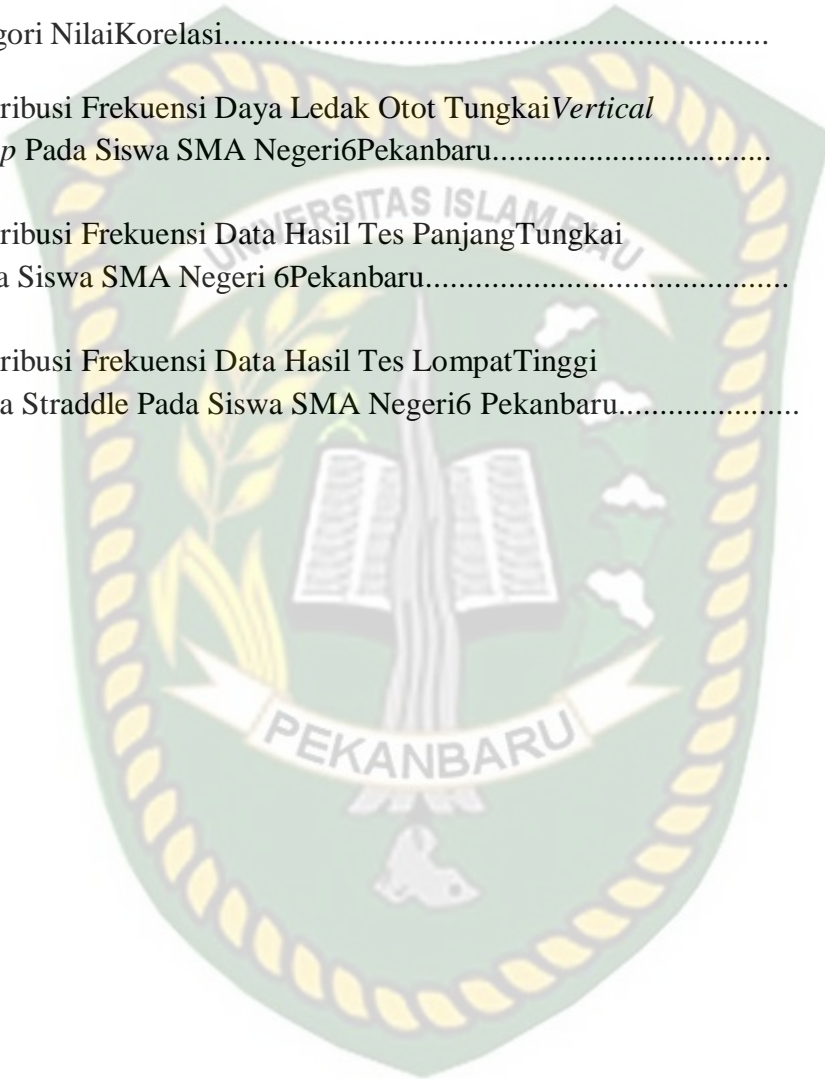 gori NilaiKorelasi..................................................................
ribusi Frekuensi Daya Ledak Otot TungkaiVertical
p Pada Siswa SMA Negeri6Pekanbaru..................................
ribusi Frekuensi Data Hasil Tes PanjangTungkai
a Siswa SMA Negeri 6Pekanbaru............................................
ribusi Frekuensi Data Hasil Tes LompatTinggi
a Straddle Pada Siswa SMA Negeri6 Pekanbaru......................
UNIVERSITAS ISLAM RIAU
PEKANBARU